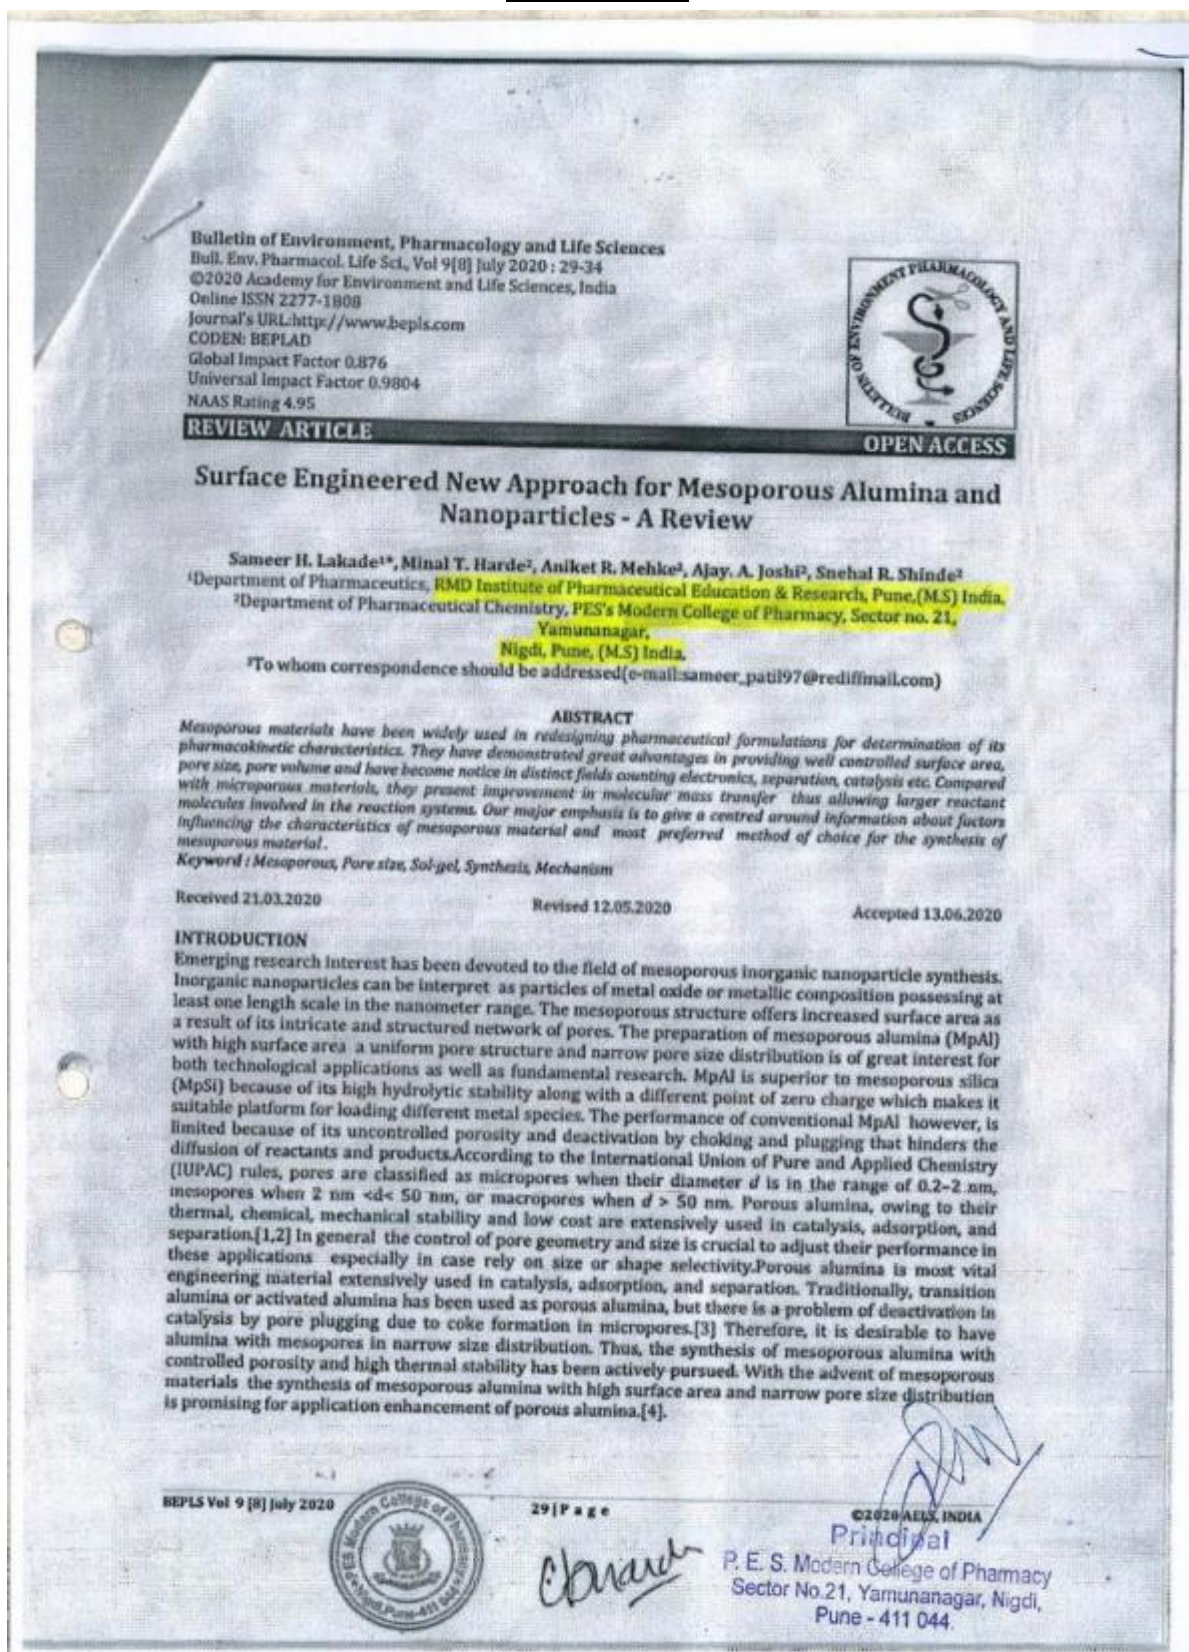 Bulletin of Environment, Pharmacology and Life Sciences
Bull. Env. Pharmacol. Life Sci., Vol 9[8] July 2020 : 29-34
©2020 Academy for Environment and Life Sciences, India
Online ISSN 2277-1808
Journal's URL:http://www.bepls.com
CODEN: BEPLAD
Global Impact Factor 0.876
Universal Impact Factor 0.9804
NAAS Rating 4.95
BULLETIN OF ENVIRONMENT PHARMACOLOGY AND LIFE SCIENCES
REVIEW ARTICLE
OPEN ACCESS
Surface Engineered New Approach for Mesoporous Alumina and
Nanoparticles - A Review
Sameer H. Lakade¹*, Minal T. Harde², Aniket R. Mehke², Ajay. A. Joshi², Snehal R. Shinde²
¹Department of Pharmaceutics, RMD Institute of Pharmaceutical Education & Research, Pune,(M.S) India,
²Department of Pharmaceutical Chemistry, PES's Modern College of Pharmacy, Sector no. 21,
Yamunanagar,
Nigdi, Pune, (M.S) India,
To whom correspondence should be addressed(e-mail:sameer_patil97@rediffmail.com)
ABSTRACT
Mesoporous materials have been widely used in redesigning pharmaceutical formulations for determination of its
pharmacokinetic characteristics. They have demonstrated great advantages in providing well controlled surface area,
pore size, pore volume and have become notice in distinct fields counting electronics, separation, catalysis etc. Compared
with microporous materials, they present improvement in molecular mass transfer thus allowing larger reactant
molecules involved in the reaction systems. Our major emphasis is to give a centred around information about factors
influencing the characteristics of mesoporous material and most preferred method of choice for the synthesis of
mesoporous material.
Keyword : Mesoporous, Pore size, Sol-gel, Synthesis, Mechanism
Received 21.03.2020
Revised 12.05.2020
Accepted 13.06.2020
INTRODUCTION
Emerging research interest has been devoted to the field of mesoporous inorganic nanoparticle synthesis.
Inorganic nanoparticles can be interpret as particles of metal oxide or metallic composition possessing at
least one length scale in the nanometer range. The mesoporous structure offers increased surface area as
a result of its intricate and structured network of pores. The preparation of mesoporous alumina (MpAl)
with high surface area a uniform pore structure and narrow pore size distribution is of great interest for
both technological applications as well as fundamental research. MpAl is superior to mesoporous silica
(MpSi) because of its high hydrolytic stability along with a different point of zero charge which makes it
suitable platform for loading different metal species. The performance of conventional MpAl however, is
limited because of its uncontrolled porosity and deactivation by choking and plugging that hinders the
diffusion of reactants and products.According to the International Union of Pure and Applied Chemistry
(IUPAC) rules, pores are classified as micropores when their diameter d is in the range of 0.2–2 nm,
mesopores when 2 nm <d< 50 nm, or macropores when d > 50 nm. Porous alumina, owing to their
thermal, chemical, mechanical stability and low cost are extensively used in catalysis, adsorption, and
separation.[1,2] In general the control of pore geometry and size is crucial to adjust their performance in
these applications especially in case rely on size or shape selectivity.Porous alumina is most vital
engineering material extensively used in catalysis, adsorption, and separation. Traditionally, transition
alumina or activated alumina has been used as porous alumina, but there is a problem of deactivation in
catalysis by pore plugging due to coke formation in micropores.[3] Therefore, it is desirable to have
alumina with mesopores in narrow size distribution. Thus, the synthesis of mesoporous alumina with
controlled porosity and high thermal stability has been actively pursued. With the advent of mesoporous
materials the synthesis of mesoporous alumina with high surface area and narrow pore size distribution
is promising for application enhancement of porous alumina.[4].
BEPLS Vol 9 [8] July 2020
29|Page
©2020 AELS, INDIA
PES Modern College of Pharmacy
Nigdi, Pune-411 044
Principal
P. E. S. Modern College of Pharmacy
Sector No.21, Yamunanagar, Nigdi,
Pune - 411 044.